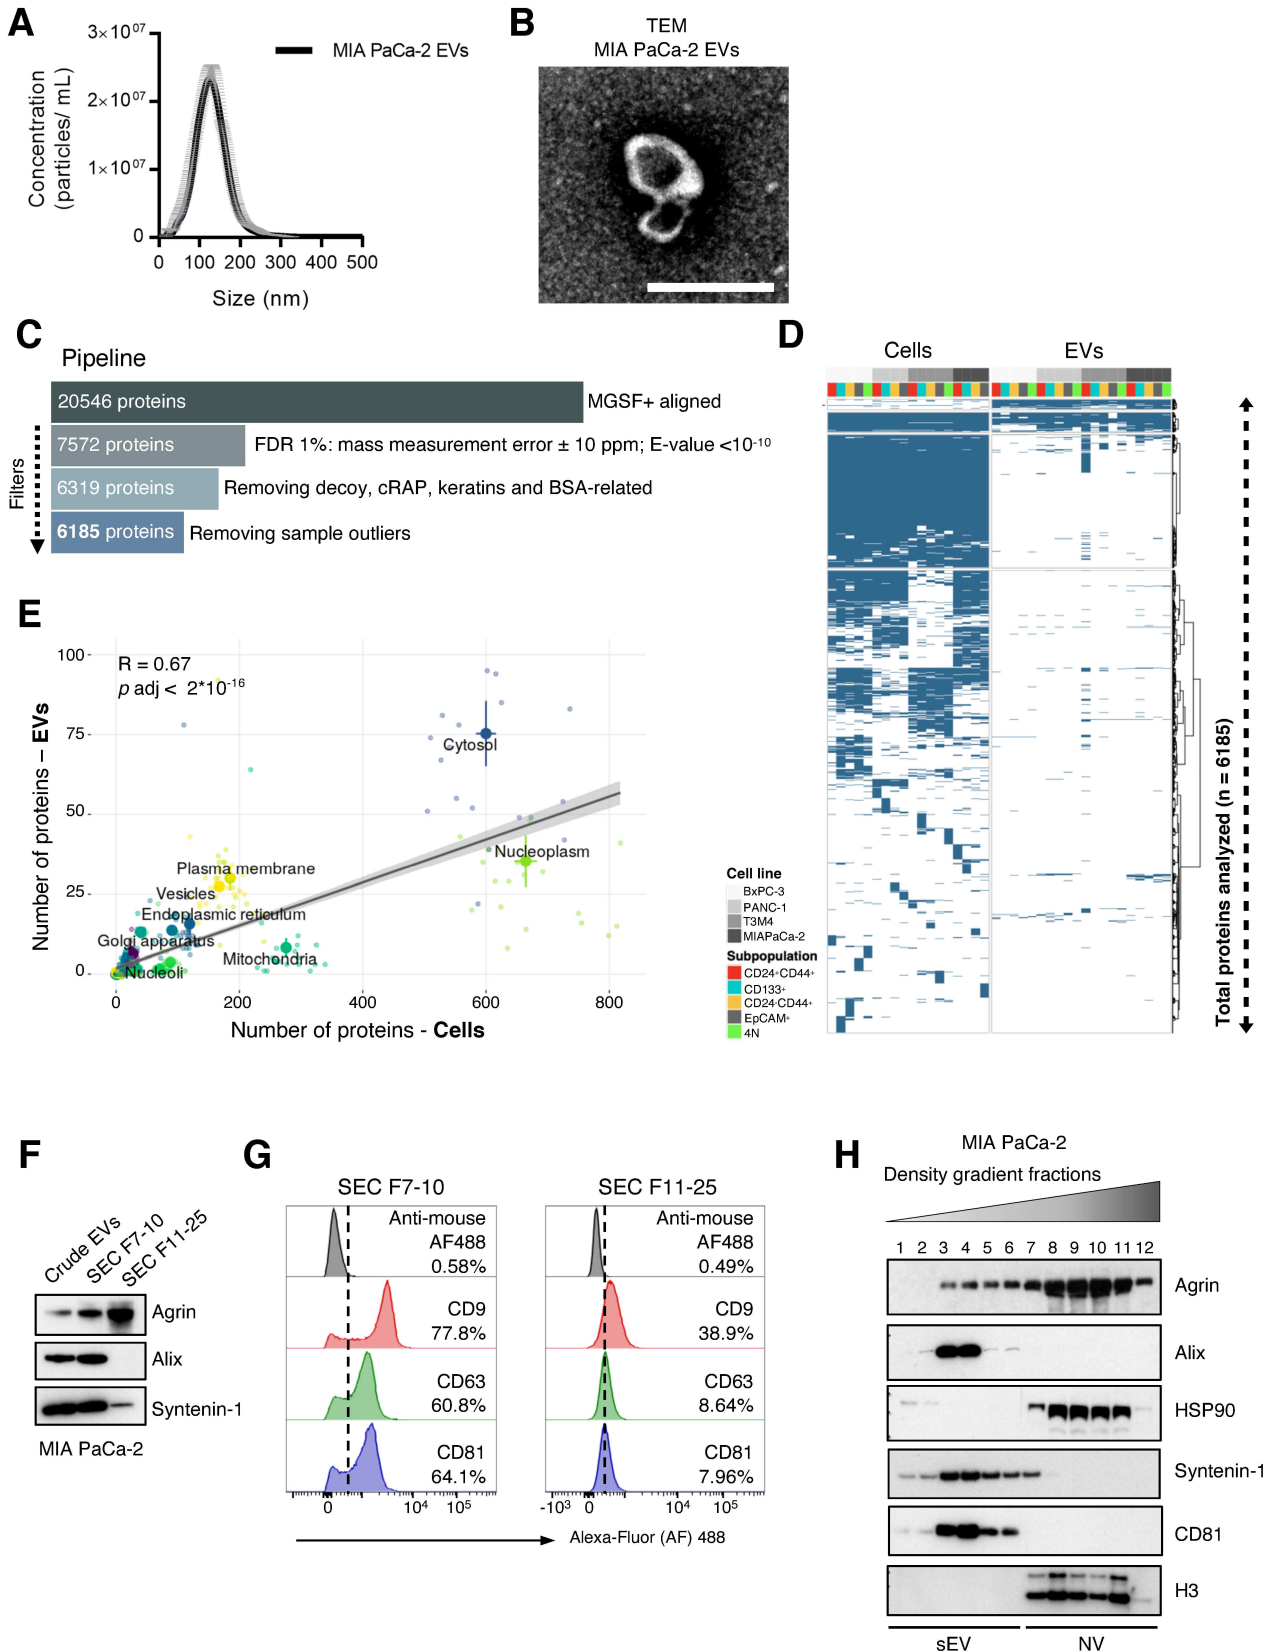 A
3×10⁰⁷
2×10⁰⁷
1×10⁰⁷
0
Concentration
(particles/ mL)
MIA PaCa-2 EVs
0 100 200 300 400 500
Size (nm)
B
TEM
MIA PaCa-2 EVs
C
Pipeline
20546 proteins
MGSF+ aligned
Filters
7572 proteins
FDR 1%: mass measurement error ± 10 ppm; E-value <10⁻¹⁰
6319 proteins
Removing decoy, cRAP, keratins and BSA-related
6185 proteins
Removing sample outliers
D
Cells
EVs
Total proteins analyzed (n = 6185)
Cell line
BxPC-3
PANC-1
T3M4
MIAPaCa-2
Subpopulation
CD24⁺CD44⁺
CD133⁺
CD24⁻CD44⁺
EpCAM⁺
4N
E
R = 0.67
p adj < 2*10⁻¹⁶
100
75
50
25
0
Number of proteins – EVs
Cytosol
Nucleoplasm
Plasma membrane
Vesicles
Endoplasmic reticulum
Golgi apparatus
Mitochondria
Nucleoli
0 200 400 600 800
Number of proteins - Cells
F
Crude EVs
SEC F7-10
SEC F11-25
Agrin
Alix
Syntenin-1
MIA PaCa-2
G
SEC F7-10
Anti-mouse
AF488
0.58%
CD9
77.8%
CD63
60.8%
CD81
64.1%
0 10⁴ 10⁵
SEC F11-25
Anti-mouse
AF488
0.49%
CD9
38.9%
CD63
8.64%
CD81
7.96%
-10³ 0 10⁴ 10⁵
Alexa-Fluor (AF) 488
H
MIA PaCa-2
Density gradient fractions
1 2 3 4 5 6 7 8 9 10 11 12
Agrin
Alix
HSP90
Syntenin-1
CD81
H3
sEV
NV